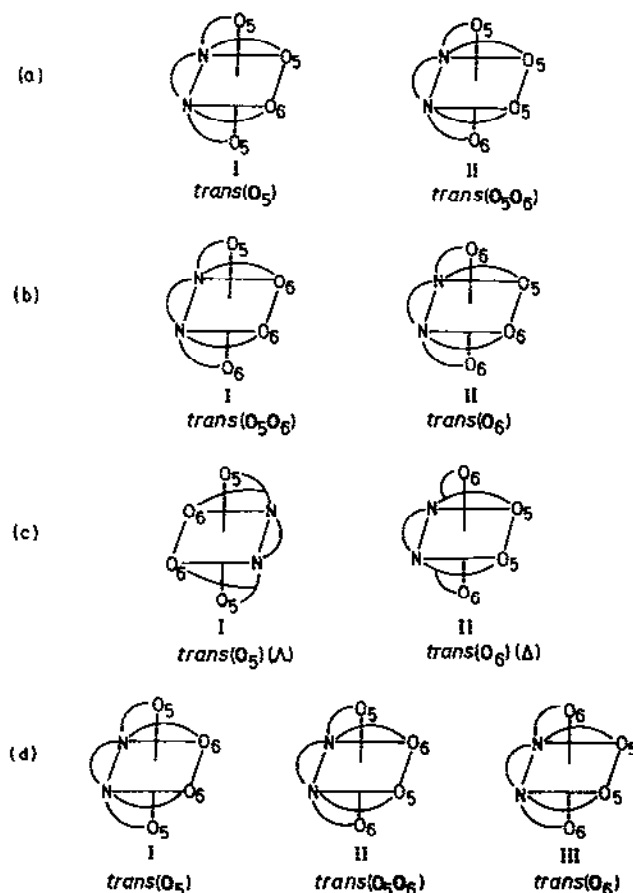 O₅ O₅
(a) N O₅ N O₅
N O₆ N O₅
O₅ O₆
I II
trans(O₅) trans(O₅O₆)
O₅ O₆
(b) N O₆ N O₅
N O₆ N O₆
O₆ O₆
I II
trans(O₅O₆) trans(O₆)
O₅ O₆
(c) O₆ N N O₅
O₆ N N O₅
O₅ O₆
I II
trans(O₅)(Λ) trans(O₆)(Δ)
O₅ O₅ O₆
(d) N O₆ N O₆ N O₅
N O₆ N O₅ N O₅
O₅ O₆ O₆
I II III
trans(O₅) trans(O₅O₆) trans(O₆)